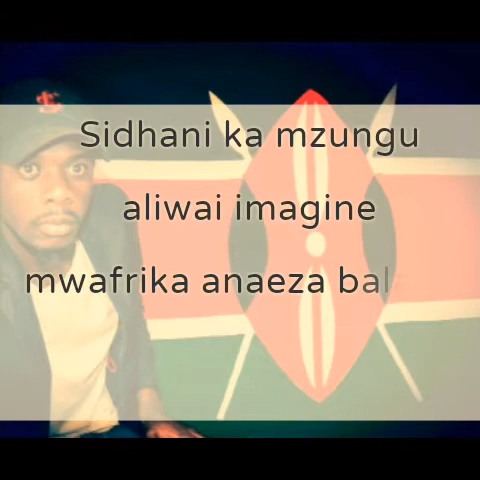 Sidhani ka mzungu
aliwai imagine
mwafrika anaeza